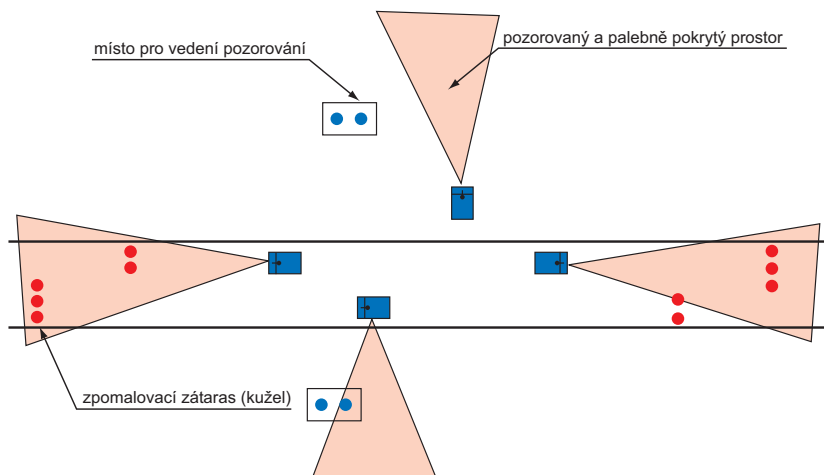 místo pro vedení pozorování
pozorovaný a palebně pokrytý prostor
zpomalovací zátaras (kužel)